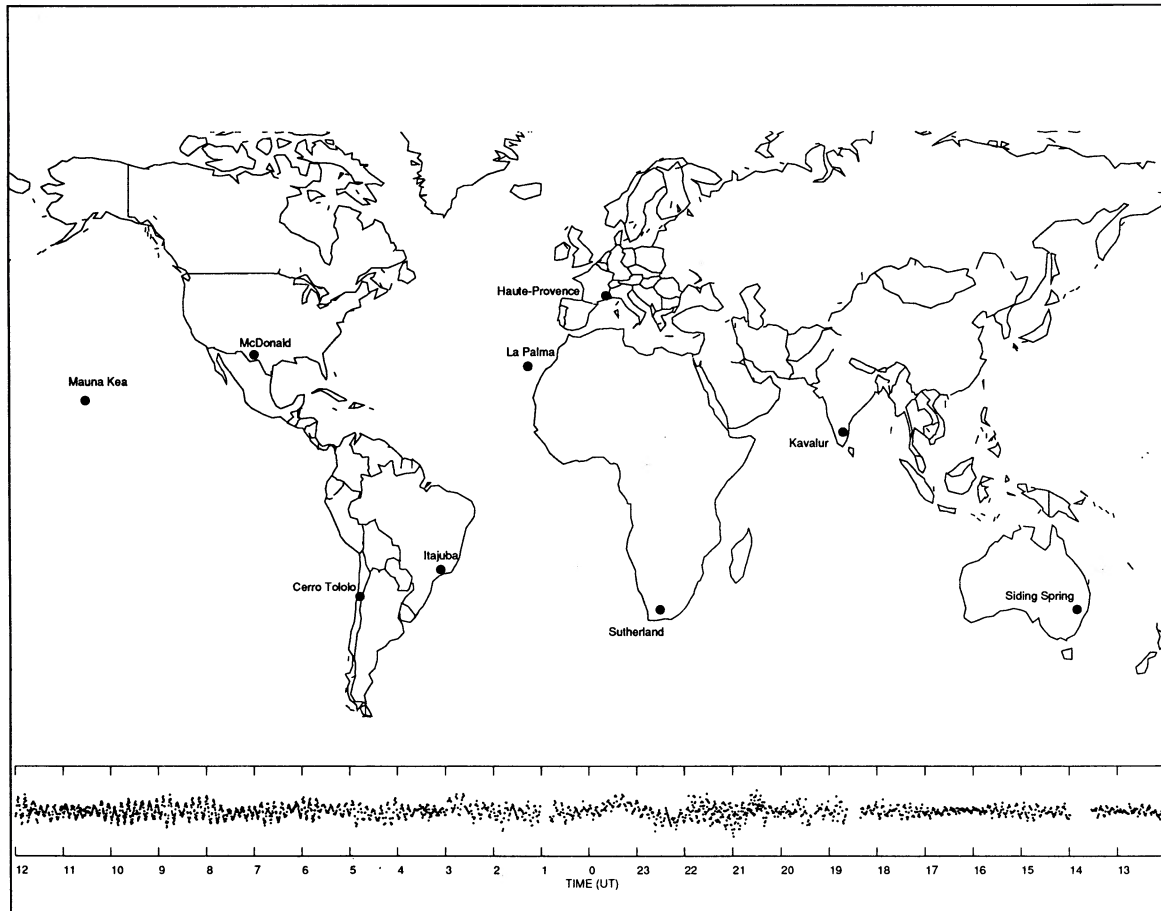 Haute-Provence
McDonald
La Palma
Mauna Kea
Kavalur
Itajuba
Cerro Tololo
Siding Spring
Sutherland
12 11 10 9 8 7 6 5 4 3 2 1 0 23 22 21 20 19 18 17 16 15 14 13
TIME (UT)